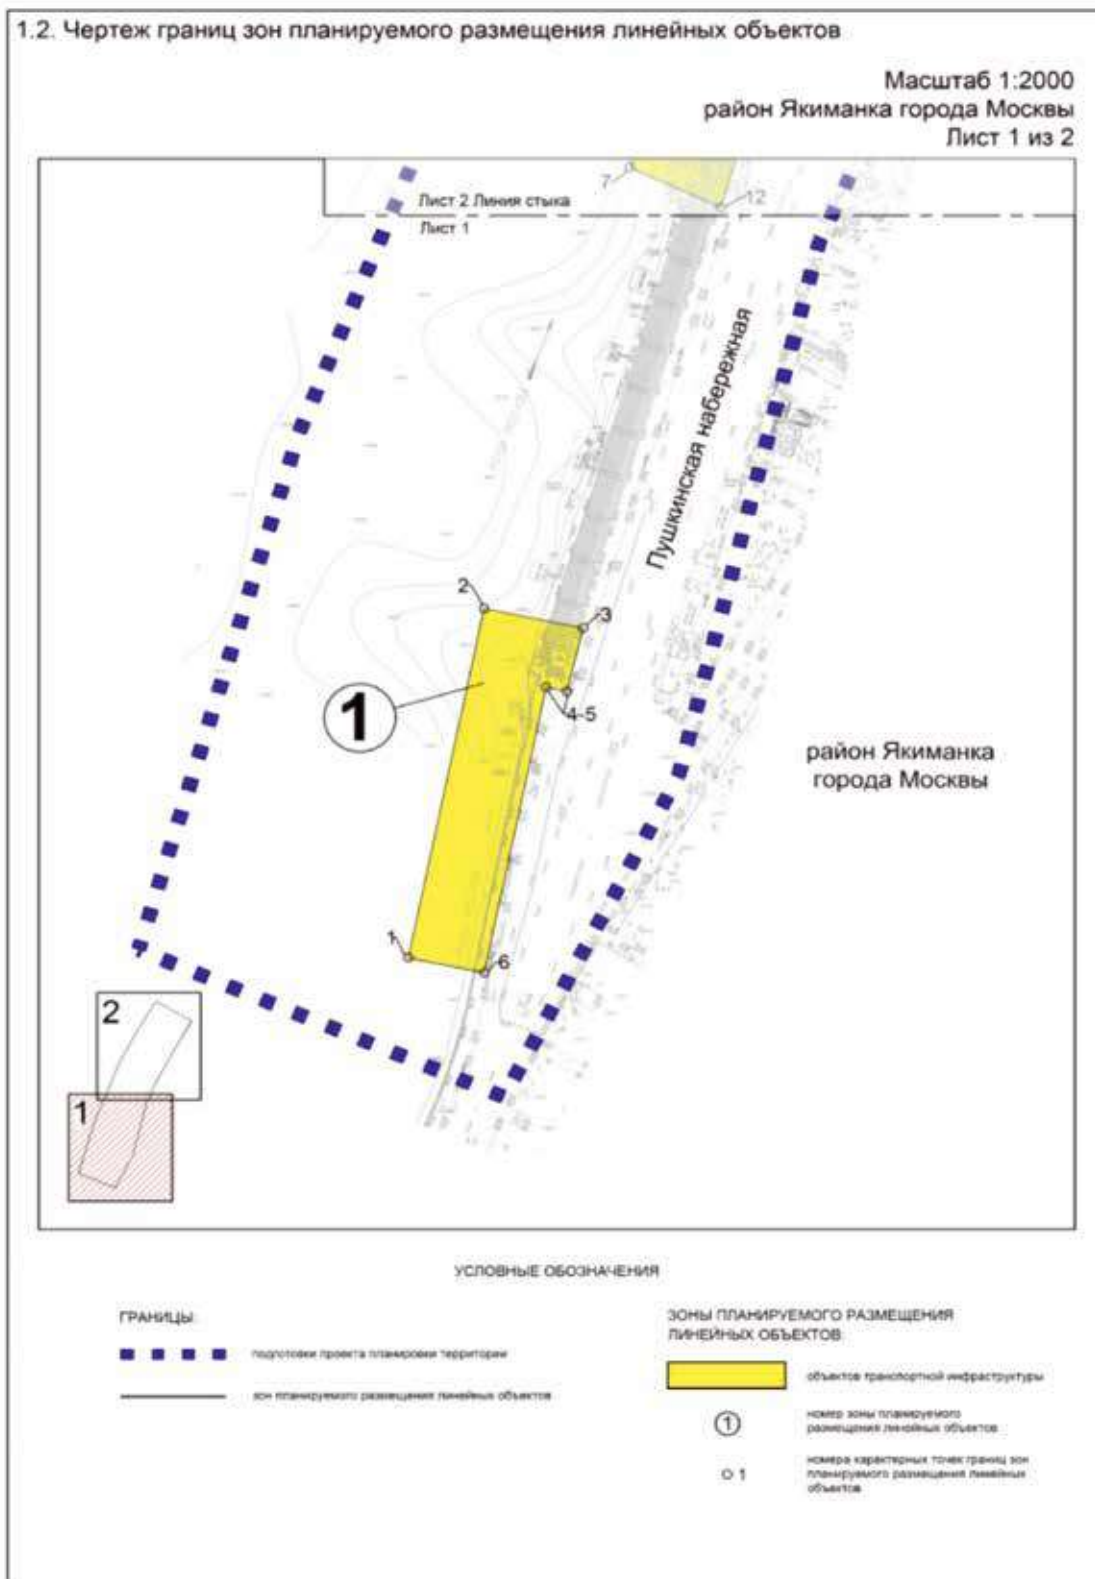 1.2. Чертеж границ зон планируемого размещения линейных объектов
Масштаб 1:2000
район Якиманка города Москвы
Лист 1 из 2
7
12
Лист 2 Линия стыка
Лист 1
Пушкинская набережная
2
3
4-5
1
район Якиманка
города Москвы
1
6
2
1
УСЛОВНЫЕ ОБОЗНАЧЕНИЯ
ГРАНИЦЫ:
подготовки проекта планировки территории
зон планируемого размещения линейных объектов
ЗОНЫ ПЛАНИРУЕМОГО РАЗМЕЩЕНИЯ
ЛИНЕЙНЫХ ОБЪЕКТОВ:
объектов транспортной инфраструктуры
1
номер зоны планируемого
размещения линейных объектов
1
номера характерных точек границ зон
планируемого размещения линейных
объектов